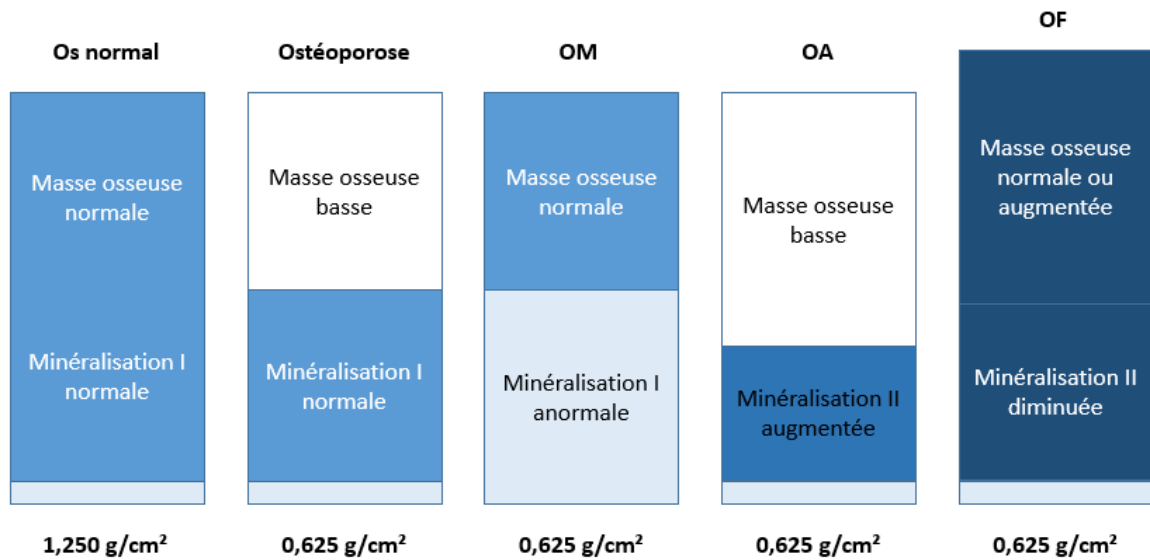 Os normal
Ostéoporose
OM
OA
OF
Masse osseuse
normale
Minéralisation I
normale
1,250 g/cm²
Masse osseuse
basse
Minéralisation I
normale
0,625 g/cm²
Masse osseuse
normale
Minéralisation I
anormale
0,625 g/cm²
Masse osseuse
basse
Minéralisation II
augmentée
0,625 g/cm²
Masse osseuse
normale ou
augmentée
Minéralisation II
diminuée
0,625 g/cm²